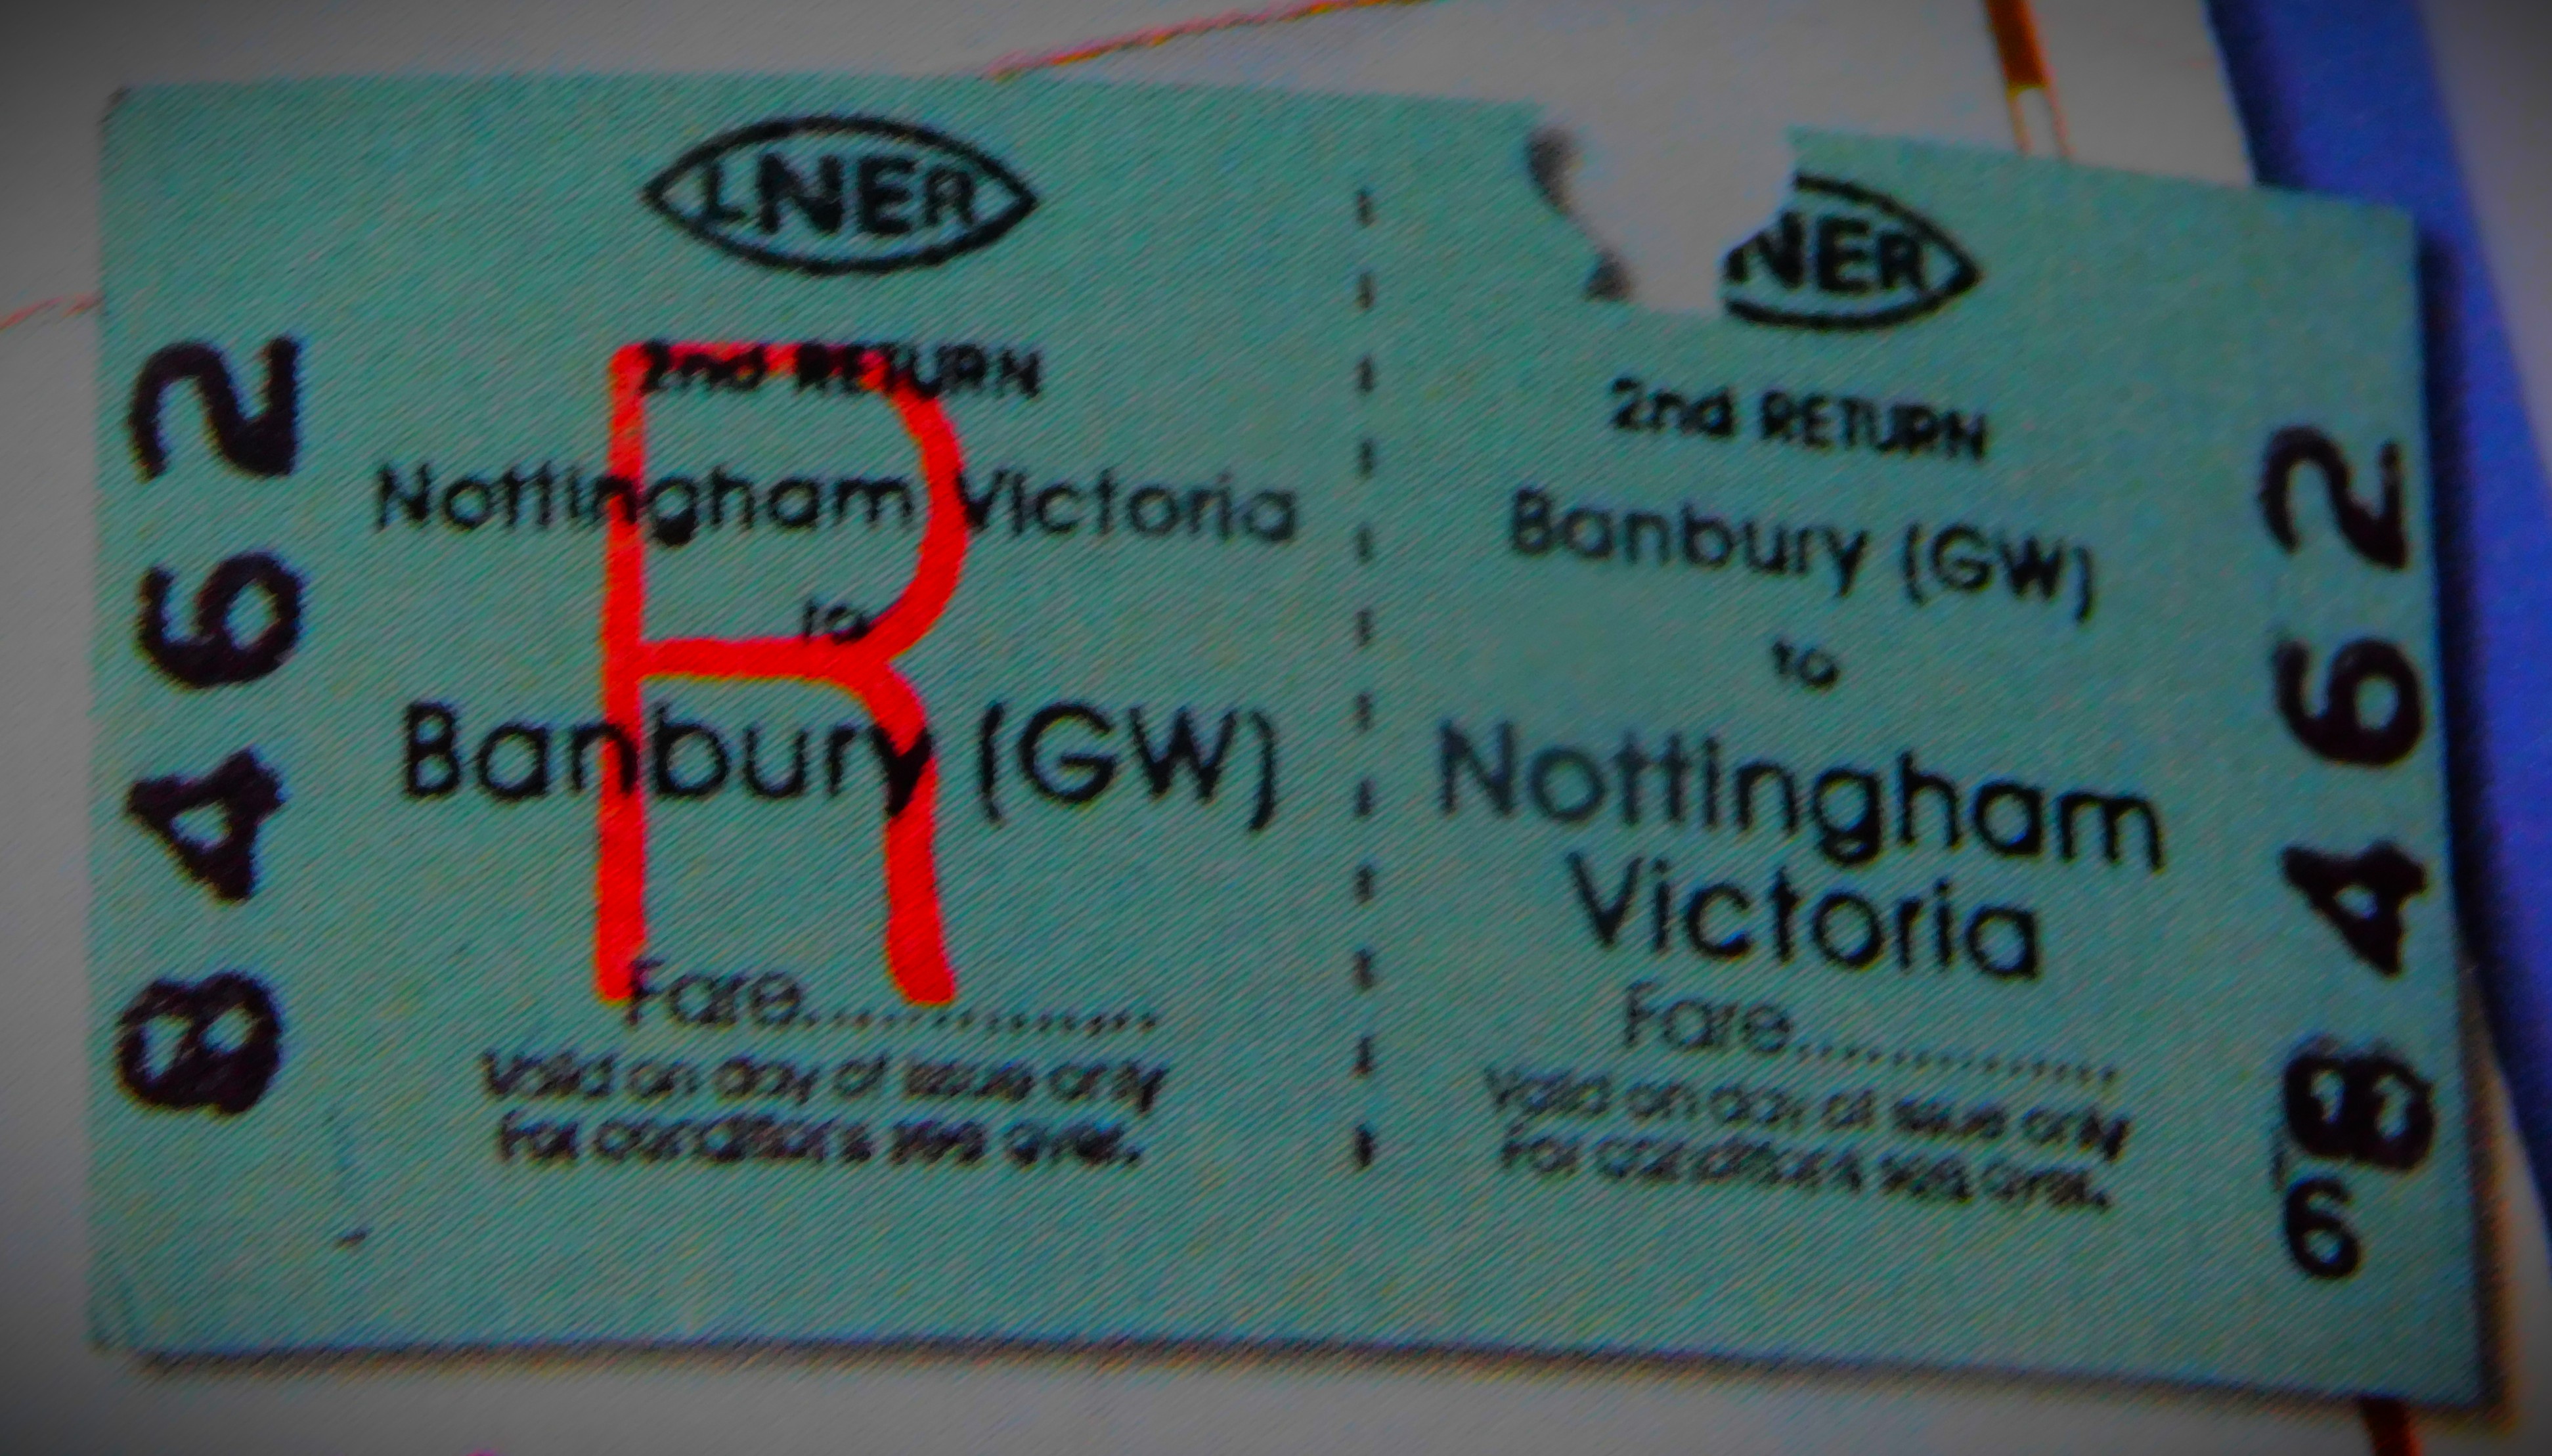 LNER
2nd RETURN
Nottingham Victoria
to
Banbury (GW)
Fare..............
Valid on day of issue only
For conditions see over.
8462
R
NER
2nd RETURN
Banbury (GW)
to
Nottingham
Victoria
Fare..............
Valid on day of issue only
For conditions see over.
8462
6